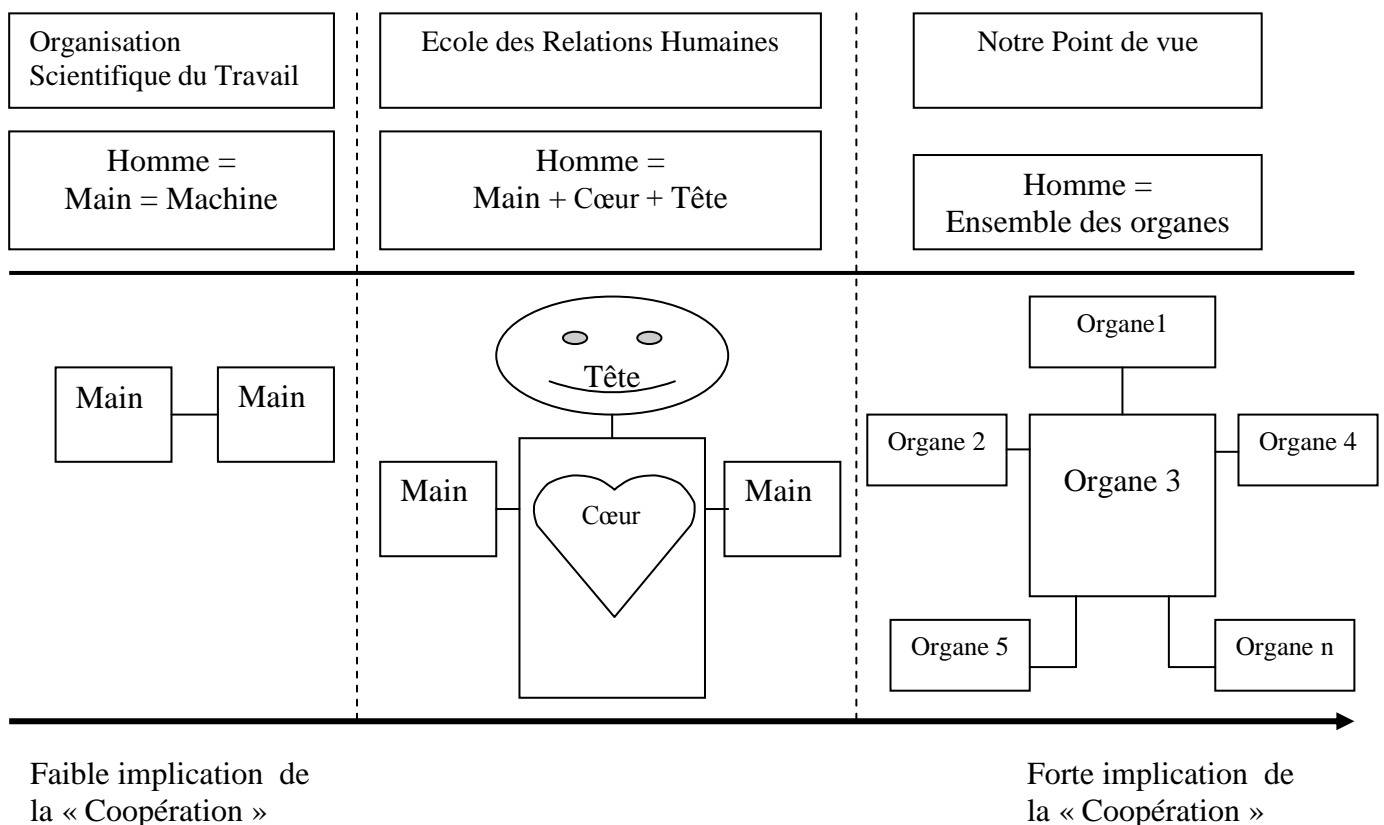 Organisation
Scientifique du Travail
Ecole des Relations Humaines
Notre Point de vue
Homme =
Main = Machine
Homme =
Main + Cœur + Tête
Homme =
Ensemble des organes
Main
Main
Tête
Main
Cœur
Main
Organe1
Organe 2
Organe 3
Organe 4
Organe 5
Organe n
Faible implication de
la « Coopération »
Forte implication de
la « Coopération »